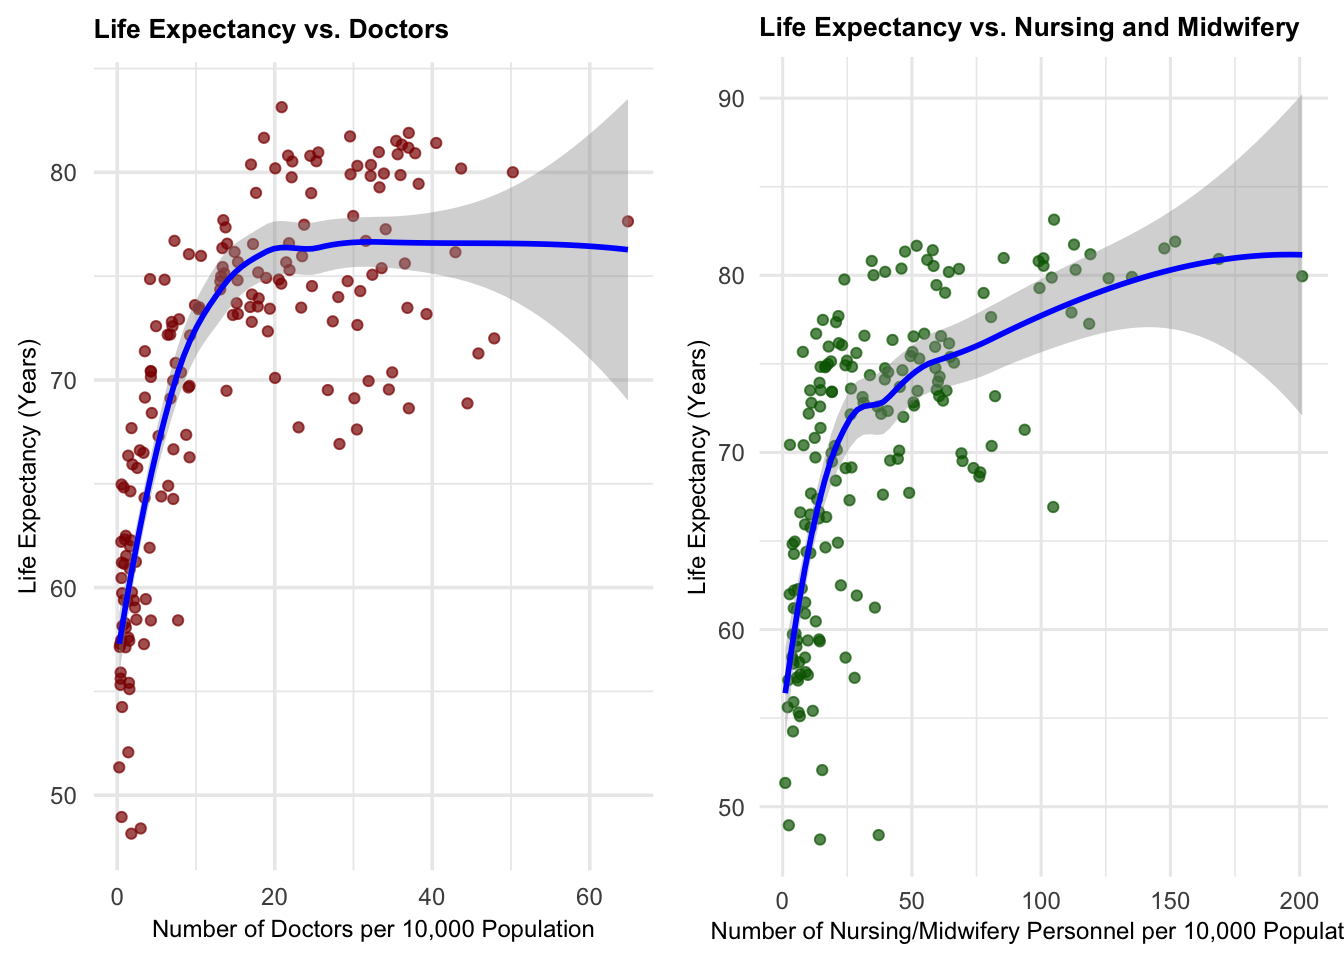 Life Expectancy vs. Doctors
80
70
60
50
Life Expectancy (Years)
0 20 40 60
Number of Doctors per 10,000 Population
Life Expectancy vs. Nursing and Midwifery
90
80
70
60
50
Life Expectancy (Years)
0 50 100 150 200
Number of Nursing/Midwifery Personnel per 10,000 Populat